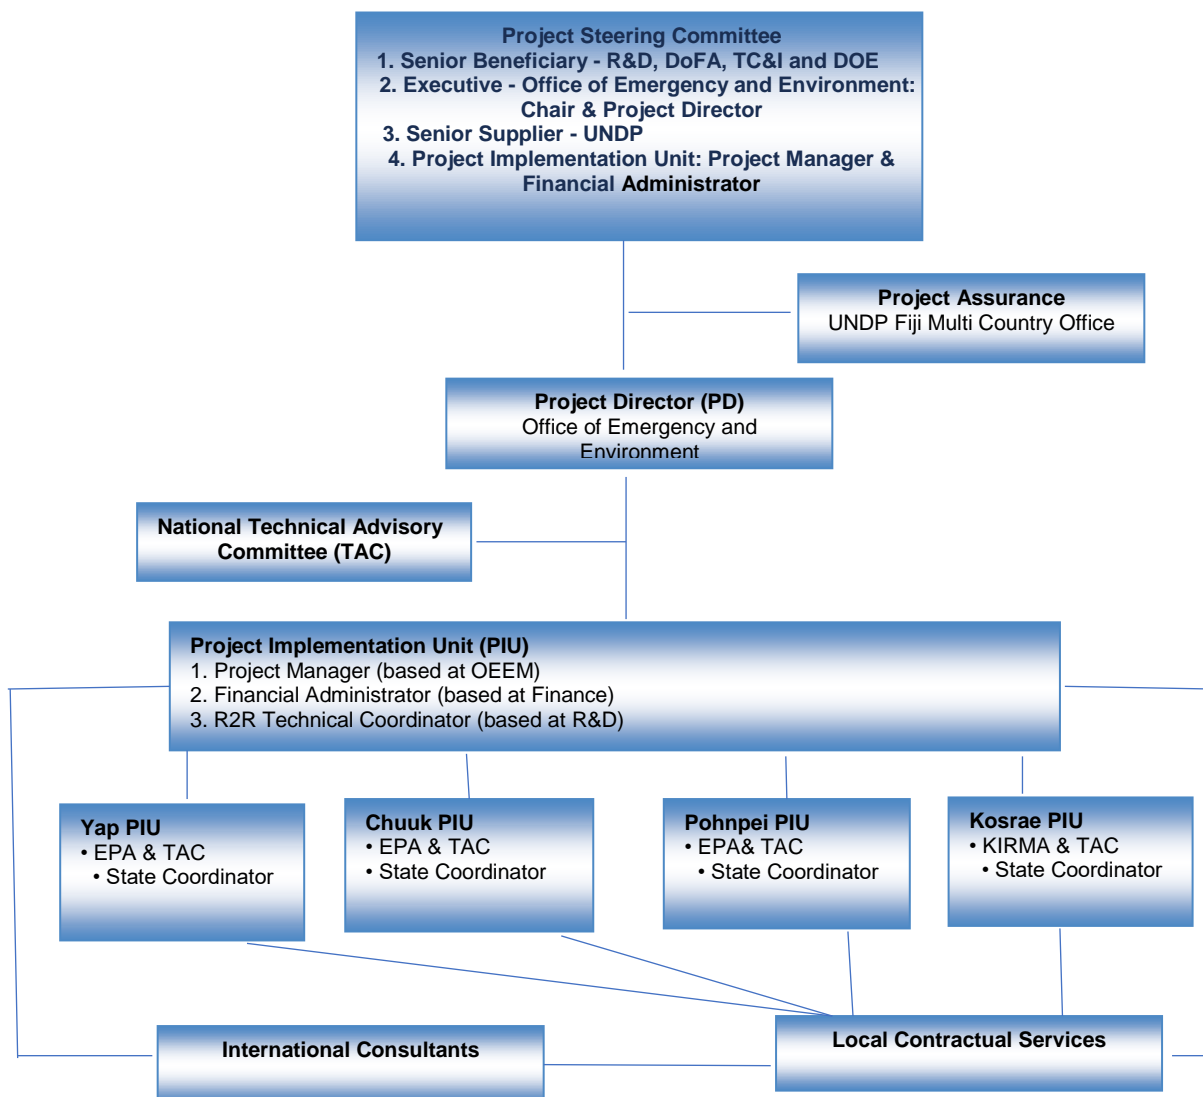 Project Steering Committee
1. Senior Beneficiary - R&D, DoFA, TC&I and DOE
2. Executive - Office of Emergency and Environment:
Chair & Project Director
3. Senior Supplier - UNDP
4. Project Implementation Unit: Project Manager &
Financial Administrator
Project Assurance
UNDP Fiji Multi Country Office
Project Director (PD)
Office of Emergency and
Environment
National Technical Advisory
Committee (TAC)
Project Implementation Unit (PIU)
1. Project Manager (based at OEEM)
2. Financial Administrator (based at Finance)
3. R2R Technical Coordinator (based at R&D)
Yap PIU
• EPA & TAC
• State Coordinator
Chuuk PIU
• EPA & TAC
• State Coordinator
Pohnpei PIU
• EPA& TAC
• State Coordinator
Kosrae PIU
• KIRMA & TAC
• State Coordinator
International Consultants
Local Contractual Services